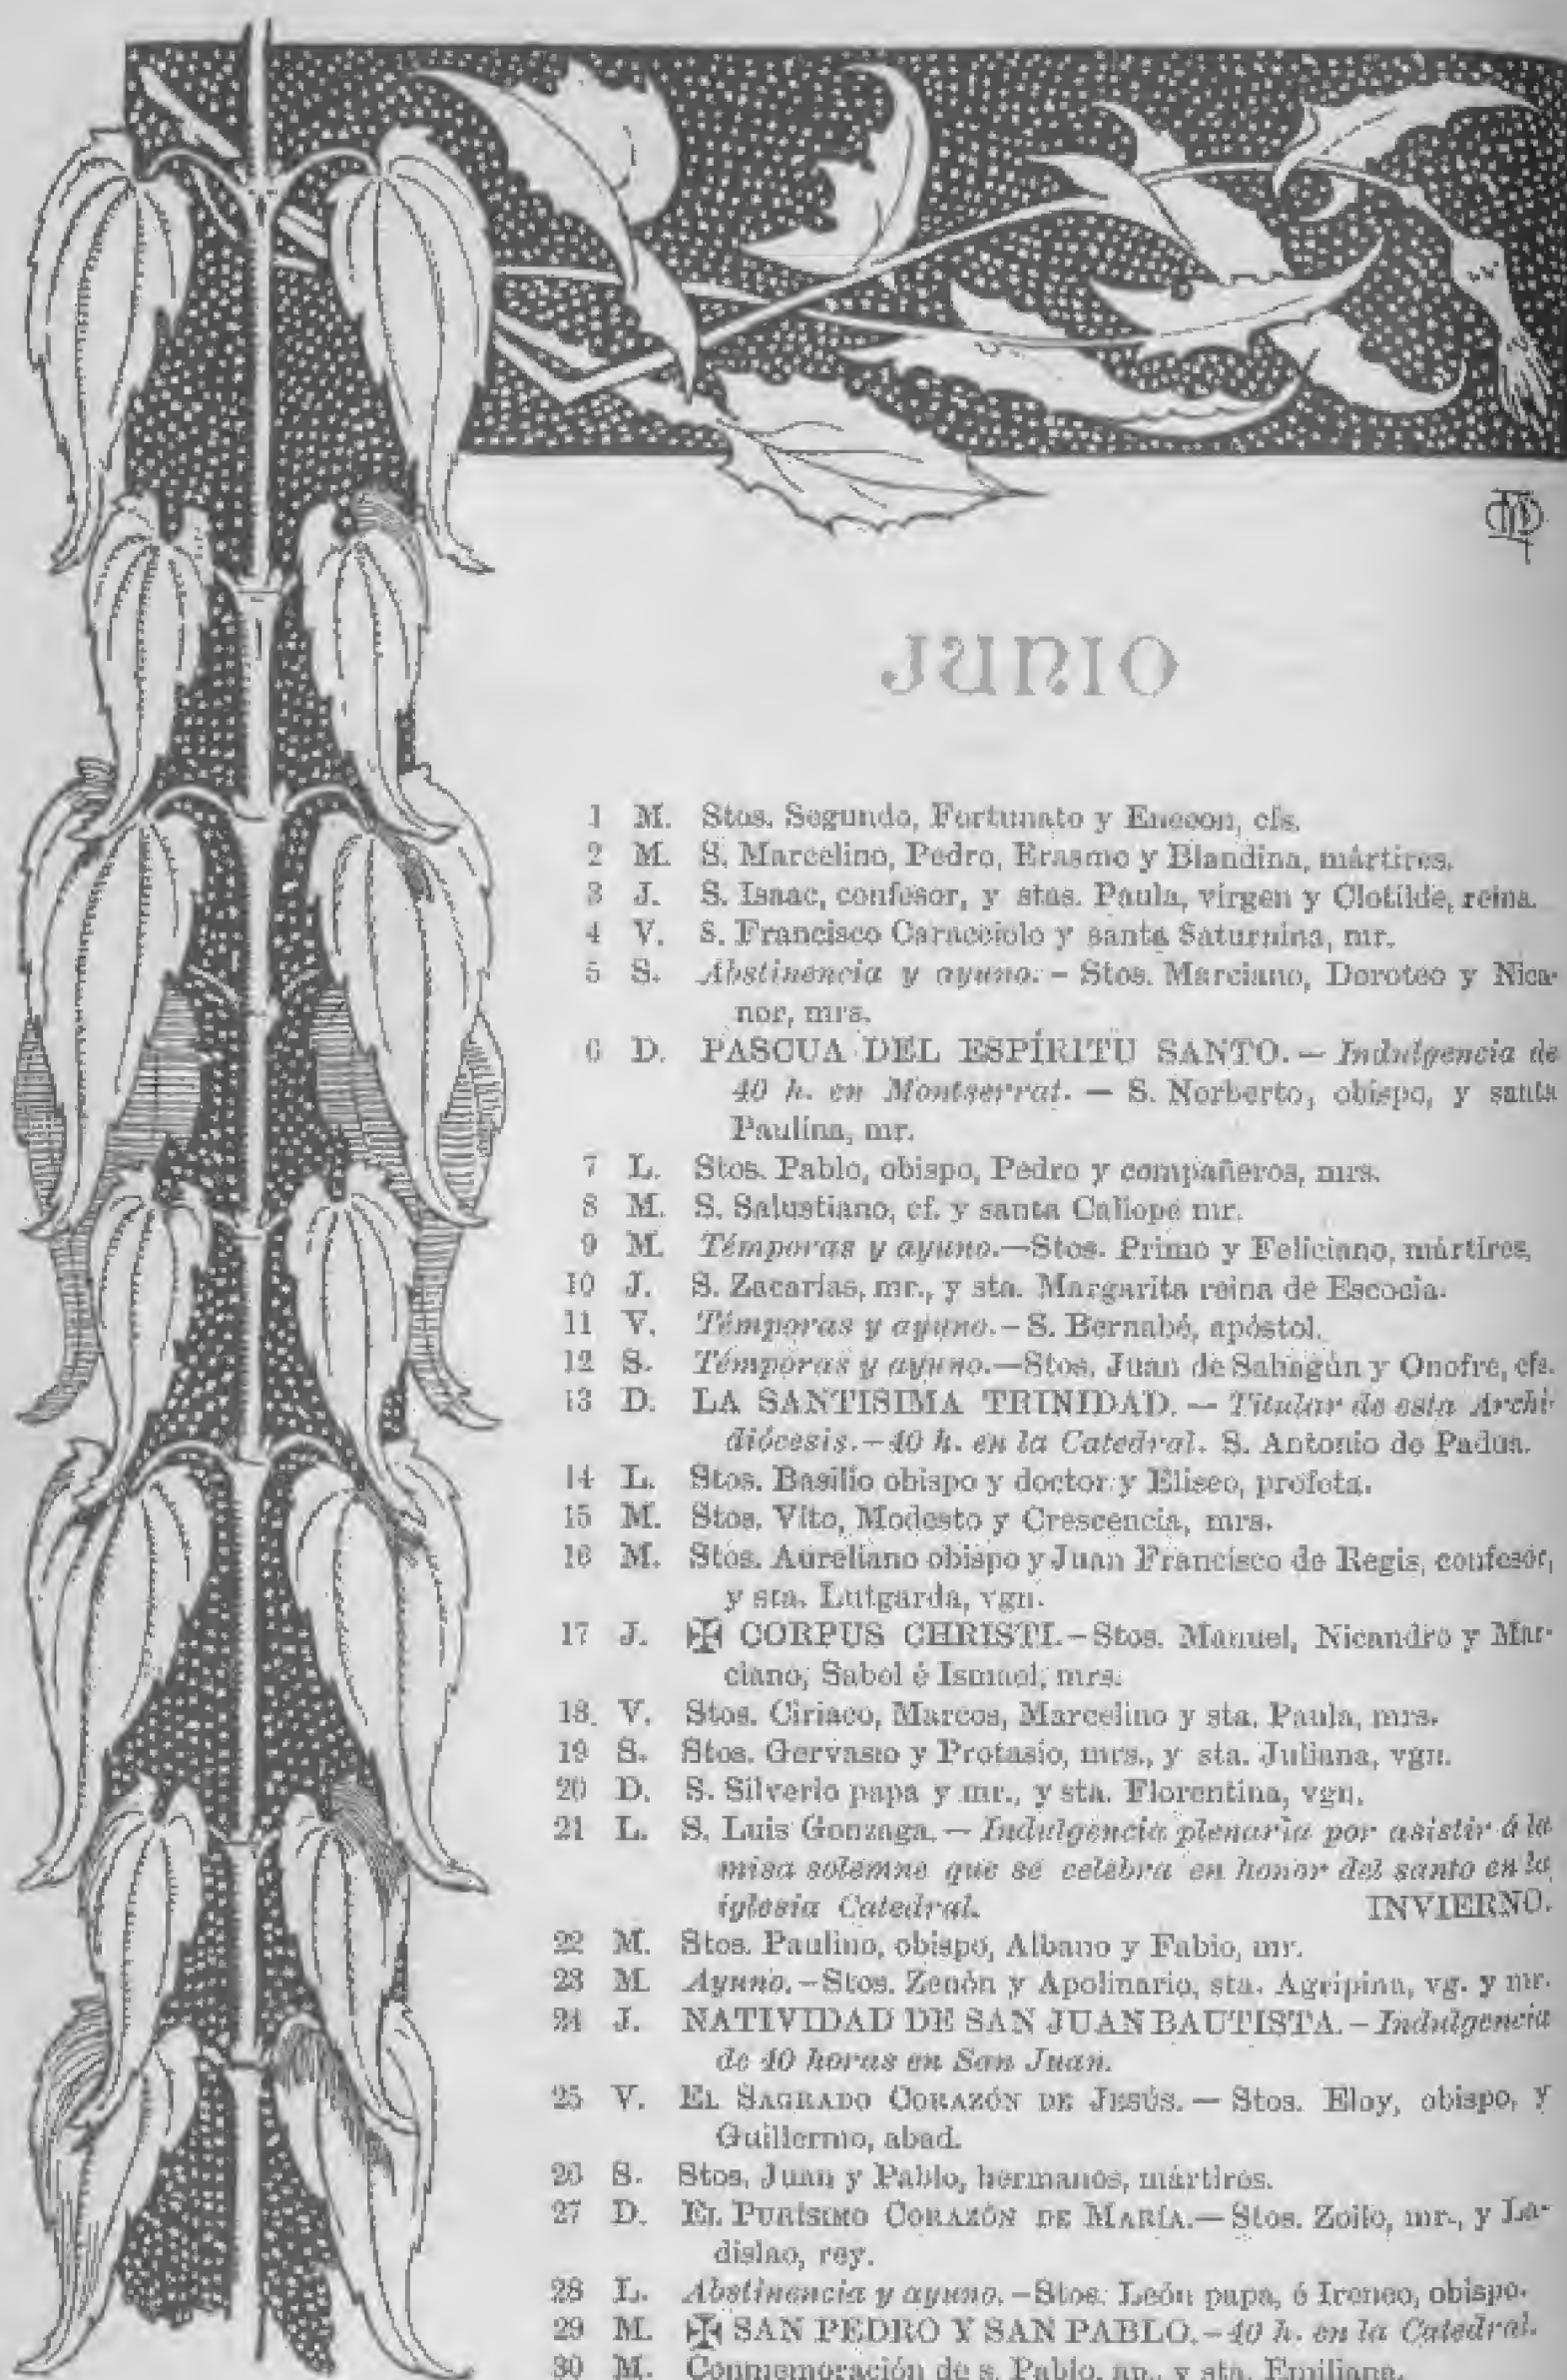 JUNIO
1 M. Stos. Segundo, Fortunato y Enecon, cfs.
2 M. S. Marcelino, Pedro, Erasmo y Blandina, mártires.
3 J. S. Isaac, confesor, y stas. Paula, virgen y Clotilde, reina.
4 V. S. Francisco Caracciolo y santa Saturnina, mr.
5 S. Abstinencia y ayuno. – Stos. Marciano, Doroteo y Nica-
nor, mrs.
6 D. PASCUA DEL ESPÍRITU SANTO. — Indulgencia de
40 h. en Montserrat. — S. Norberto, obispo, y santa
Paulina, mr.
7 L. Stos. Pablo, obispo, Pedro y compañeros, mrs.
8 M. S. Salustiano, cf. y santa Caliope mr.
9 M. Témporas y ayuno.—Stos. Primo y Feliciano, mártires,
10 J. S. Zacarías, mr., y sta. Margarita reina de Escocia.
11 V. Témporas y ayuno.– S. Bernabé, apóstol.
12 S. Témporas y ayuno.—Stos. Juan de Sahagún y Onofre, cfs.
13 D. LA SANTISIMA TRINIDAD. — Titular de esta Archi-
diócesis.–40 h. en la Catedral. S. Antonio de Padua.
14 L. Stos. Basilio obispo y doctor y Eliseo, profeta.
15 M. Stos. Vito, Modesto y Crescencia, mrs.
16 M. Stos. Aureliano obispo y Juan Francisco de Regis, confesor,
y sta. Lutgarda, vgn.
17 J. ✠ CORPUS CHRISTI.–Stos. Manuel, Nicandro y Mar-
ciano, Sabel é Ismael, mrs.
18. V. Stos. Ciriaco, Marcos, Marcelino y sta. Paula, mrs.
19 S. Stos. Gervasio y Protasio, mrs., y sta. Juliana, vgn.
20 D. S. Silverio papa y mr., y sta. Florentina, vgn.
21 L. S. Luis Gonzaga. — Indulgencia plenaria por asistir á la
misa solemne que se celebra en honor del santo en la
iglesia Catedral. INVIERNO.
22 M. Stos. Paulino, obispo, Albano y Fabio, mr.
23 M. Ayuno. –Stos. Zenón y Apolinario, sta. Agripina, vg. y mr.
24 J. NATIVIDAD DE SAN JUAN BAUTISTA. – Indulgencia
de 40 horas en San Juan.
25 V. EL SAGRADO CORAZÓN DE JESÚS. — Stos. Eloy, obispo, y
Guillermo, abad.
26 S. Stos. Juan y Pablo, hermanos, mártires.
27 D. EL PURÍSIMO CORAZÓN DE MARÍA.— Stos. Zoilo, mr., y La-
dislao, rey.
28 L. Abstinencia y ayuno. –Stos. León papa, é Ireneo, obispo.
29 M. ✠ SAN PEDRO Y SAN PABLO. –40 h. en la Catedral.
30 M. Conmemoración de s. Pablo, ap., y sta. Emiliana.